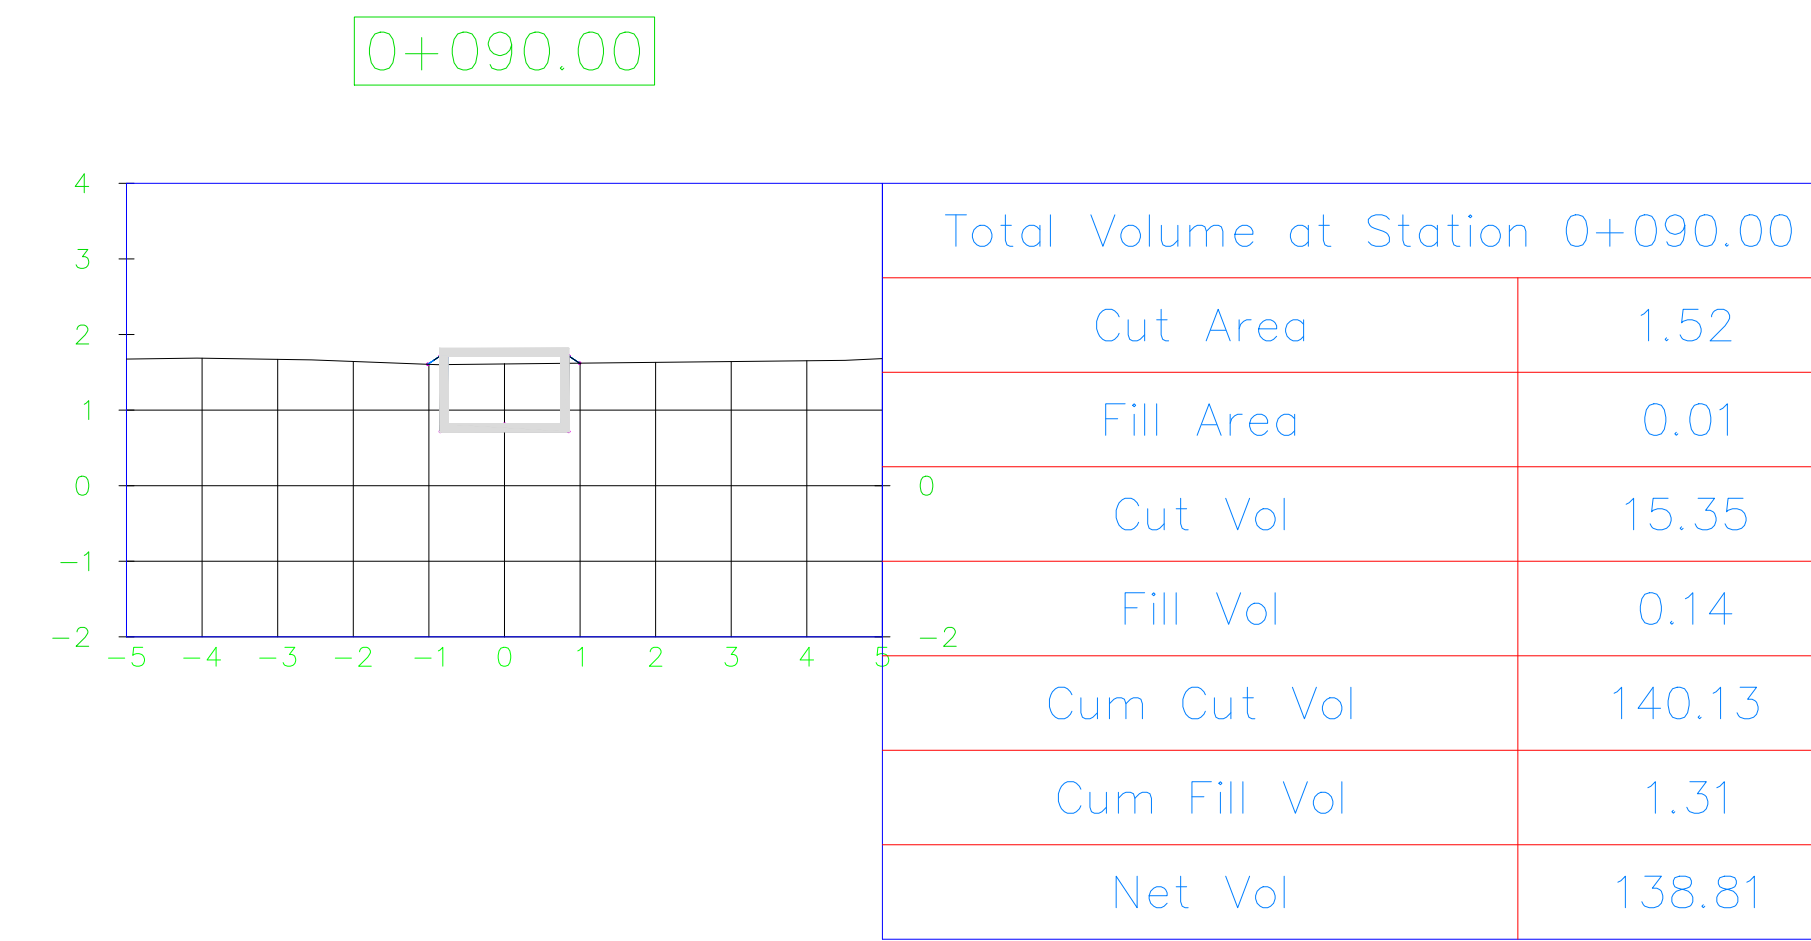 0+090.00
4
3
2
1
0
-1
-2
-5 -4 -3 -2 -1 0 1 2 3 4 5
0
-2
Total Volume at Station 0+090.00
Cut Area 1.52
Fill Area 0.01
Cut Vol 15.35
Fill Vol 0.14
Cum Cut Vol 140.13
Cum Fill Vol 1.31
Net Vol 138.81